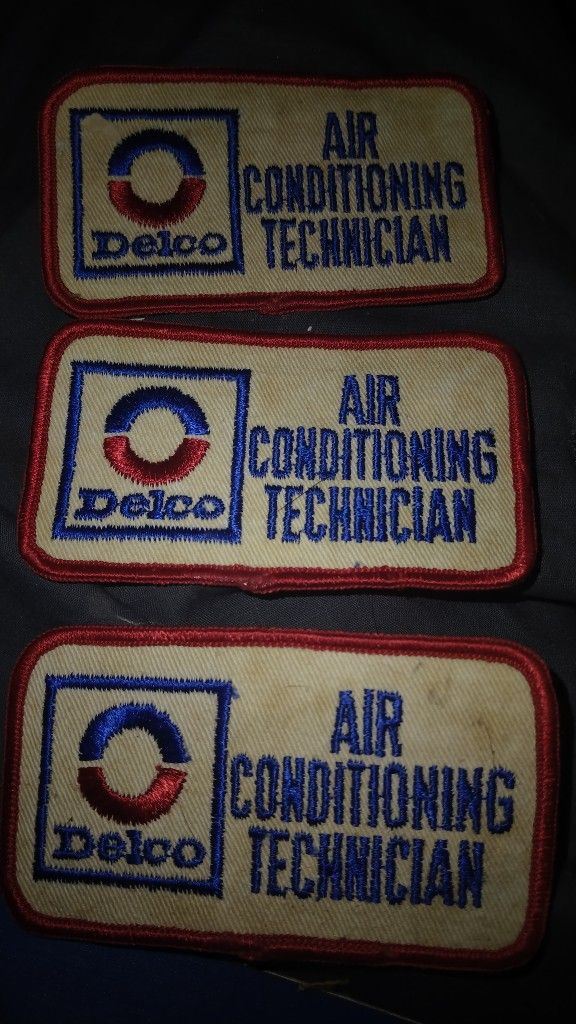 Delco
AIR
CONDITIONING
TECHNICIAN
Delco
AIR
CONDITIONING
TECHNICIAN
Delco
AIR
CONDITIONING
TECHNICIAN